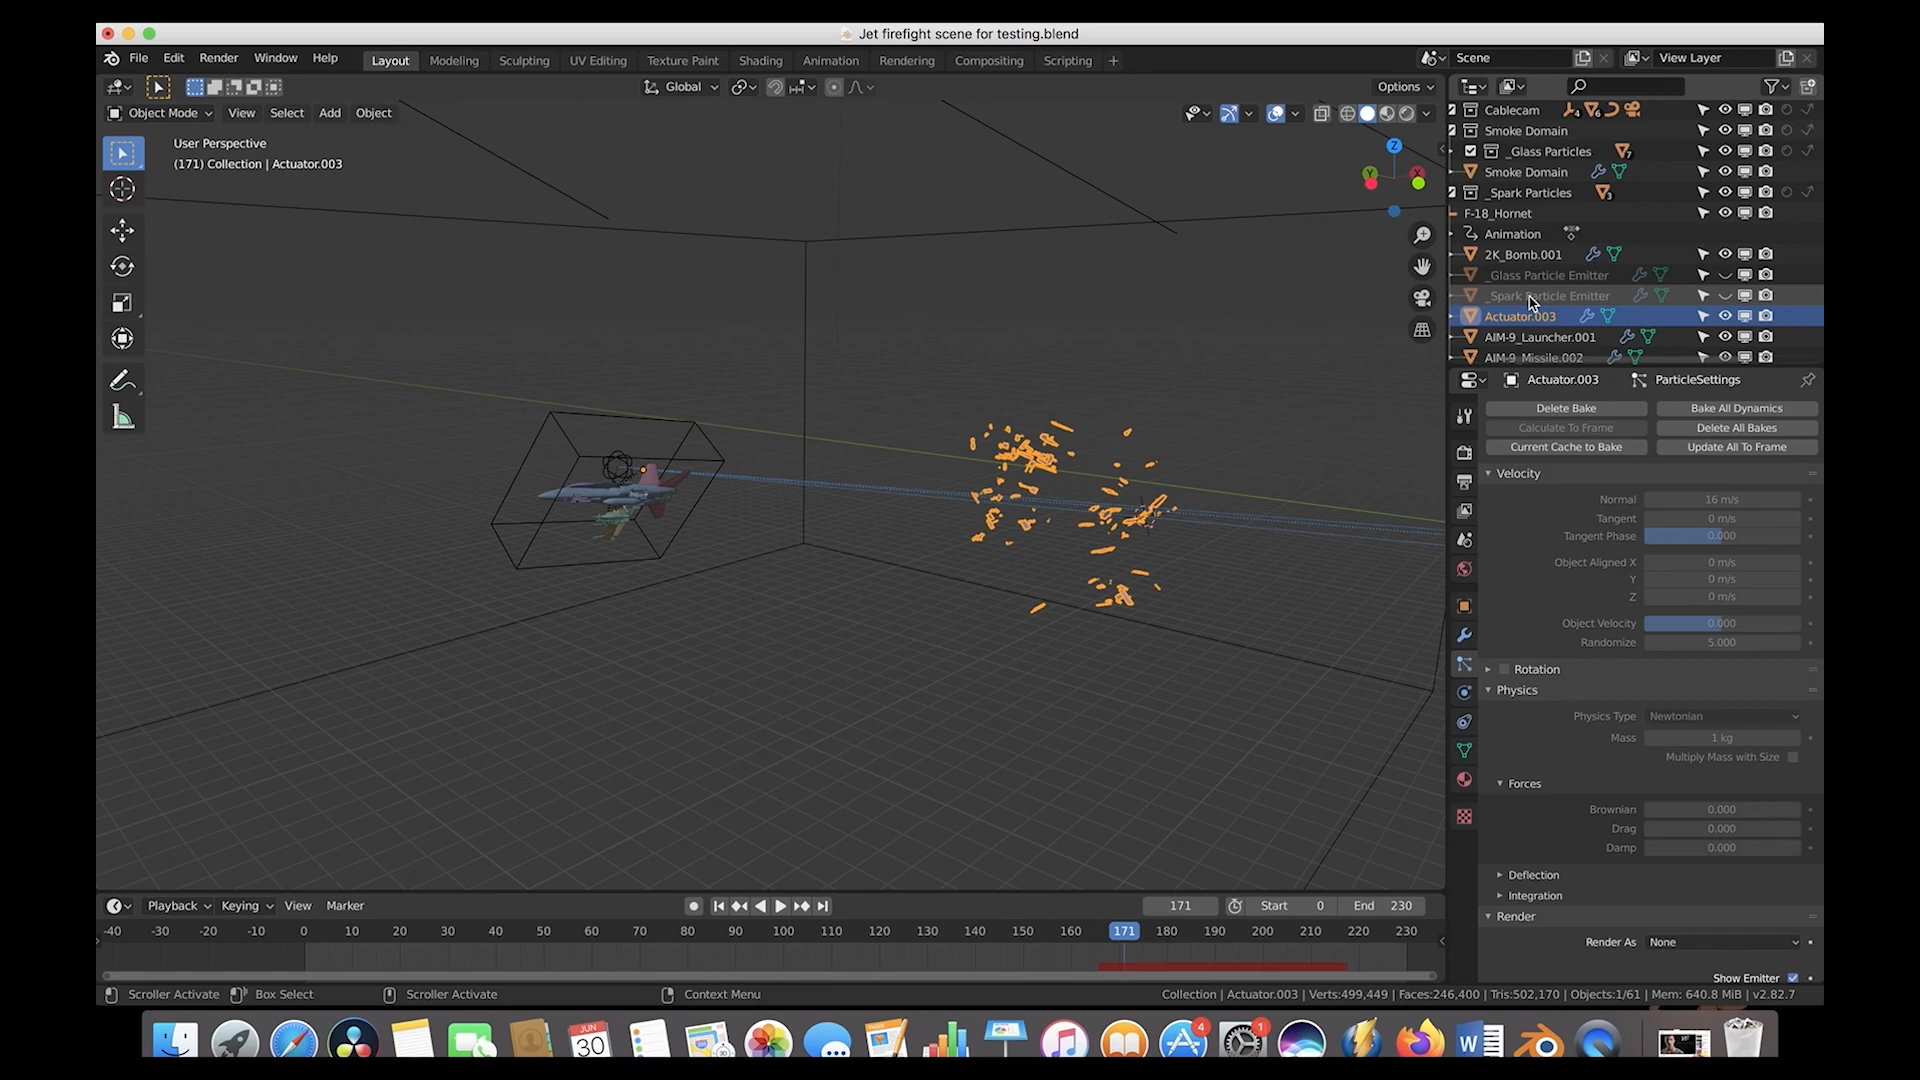 Jet firefight scene for testing.blend
File Edit Render Window Help Layout Modeling Sculpting UV Editing Texture Paint Shading Animation Rendering Compositing Scripting + Scene View Layer
Global Options
Object Mode View Select Add Object
User Perspective
(171) Collection | Actuator.003
Z
Y X
Cablecam 4 6
Smoke Domain
_Glass Particles 7
Smoke Domain
_Spark Particles 3
F-18_Hornet
Animation
2K_Bomb.001
_Glass Particle Emitter
_Spark Particle Emitter
Actuator.003
AIM-9_Launcher.001
AIM-9_Missile.002
Actuator.003 ParticleSettings
Delete Bake Bake All Dynamics
Calculate To Frame Delete All Bakes
Current Cache to Bake Update All To Frame
Velocity
Normal 16 m/s
Tangent 0 m/s
Tangent Phase 0.000
Object Aligned X 0 m/s
Y 0 m/s
Z 0 m/s
Object Velocity 0.000
Randomize 5.000
Rotation
Physics
Physics Type Newtonian
Mass 1 kg
Multiply Mass with Size
Forces
Brownian 0.000
Drag 0.000
Damp 0.000
Deflection
Integration
Render
Render As None
Show Emitter
Playback Keying View Marker 171 Start 0 End 230
-40 -30 -20 -10 0 10 20 30 40 50 60 70 80 90 100 110 120 130 140 150 160 171 180 190 200 210 220 230
Scroller Activate Box Select Scroller Activate Context Menu Collection | Actuator.003 | Verts:499,449 | Faces:246,400 | Tris:502,170 | Objects:1/61 | Mem: 640.8 MiB | v2.82.7
JUN
30
4
1
W